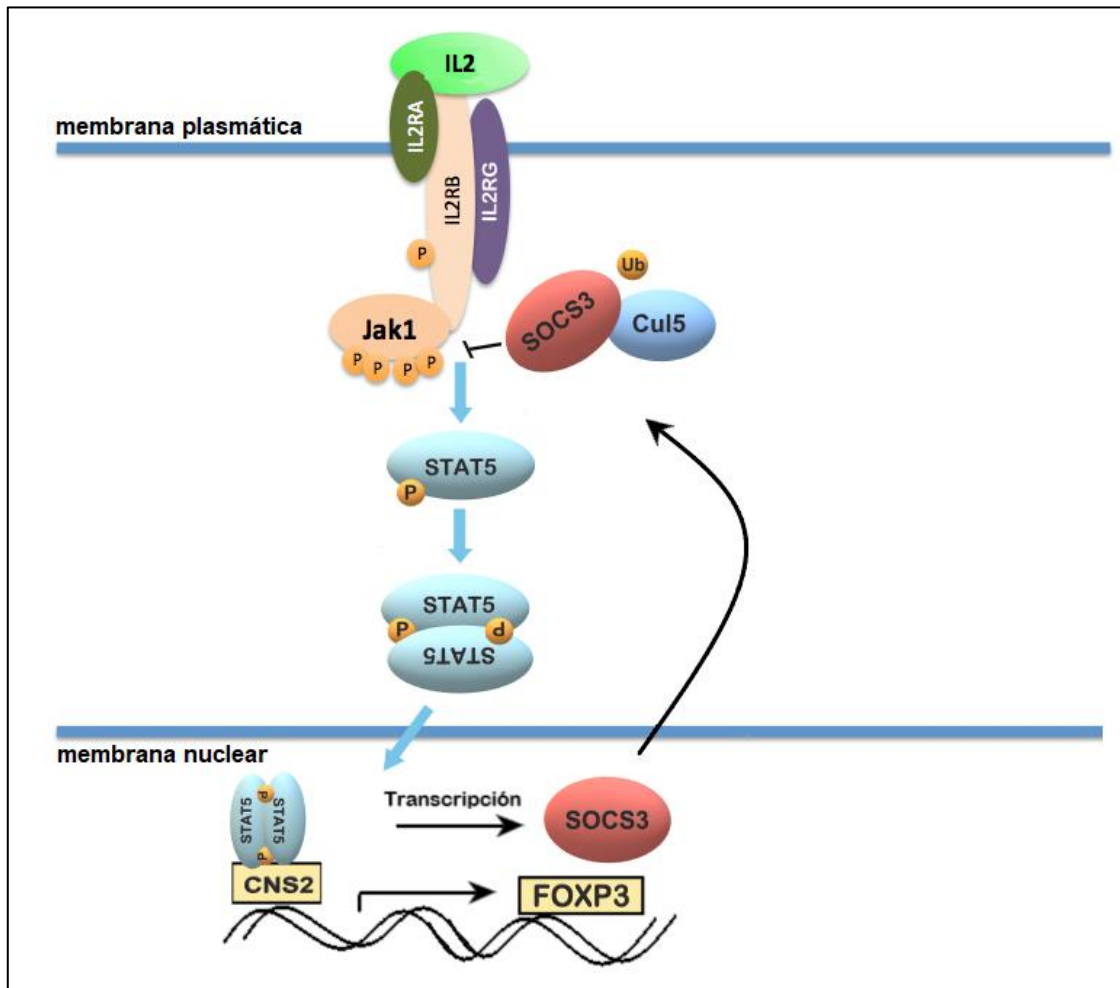 IL2
IL2RA
membrana plasmática
IL2RB
IL2RG
P
Ub
SOCS3
Cul5
Jak1
P P P P
STAT5
P
STAT5
P P
STAT5
membrana nuclear
Transcripción
SOCS3
P
STAT5 STAT5
P
CNS2
FOXP3